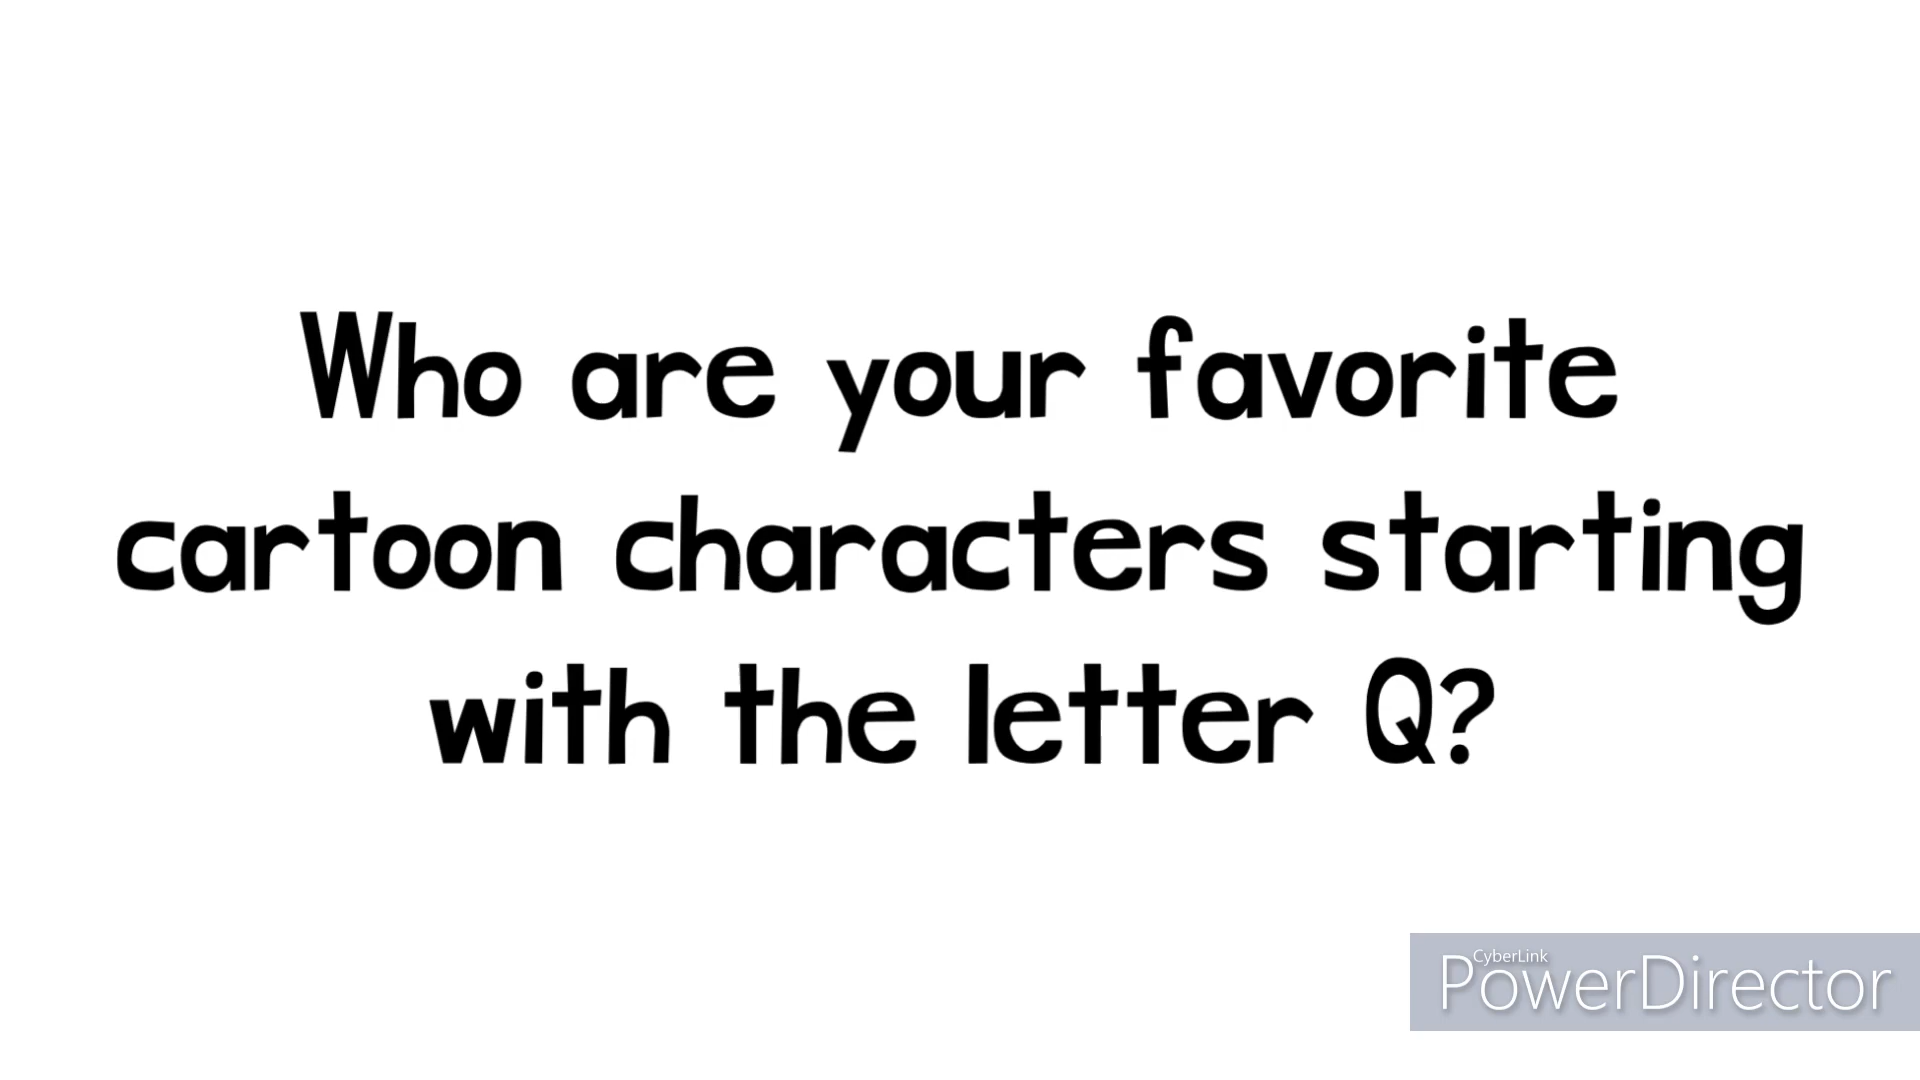 Who are your favorite
cartoon characters starting
with the letter Q?
CyberLink
PowerDirector